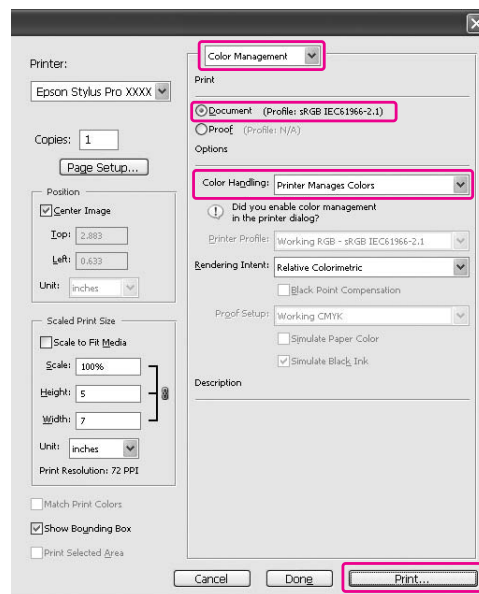 Printer:
Epson Stylus Pro XXXX
Copies: 1
Page Setup...
Position
Center Image
Top: 2.883
Left: 0.633
Unit: inches
Scaled Print Size
Scale to Fit Media
Scale: 100%
Height: 5
Width: 7
Unit: inches
Print Resolution: 72 PPI
Match Print Colors
Show Bounding Box
Print Selected Area
Color Management
Print
Document (Profile: sRGB IEC61966-2.1)
Proof (Profile: N/A)
Options
Color Handling: Printer Manages Colors
Did you enable color management
in the printer dialog?
Printer Profile: Working RGB - sRGB IEC61966-2.1
Rendering Intent: Relative Colorimetric
Black Point Compensation
Proof Setup: Working CMYK
Simulate Paper Color
Simulate Black Ink
Description
Cancel
Done
Print...